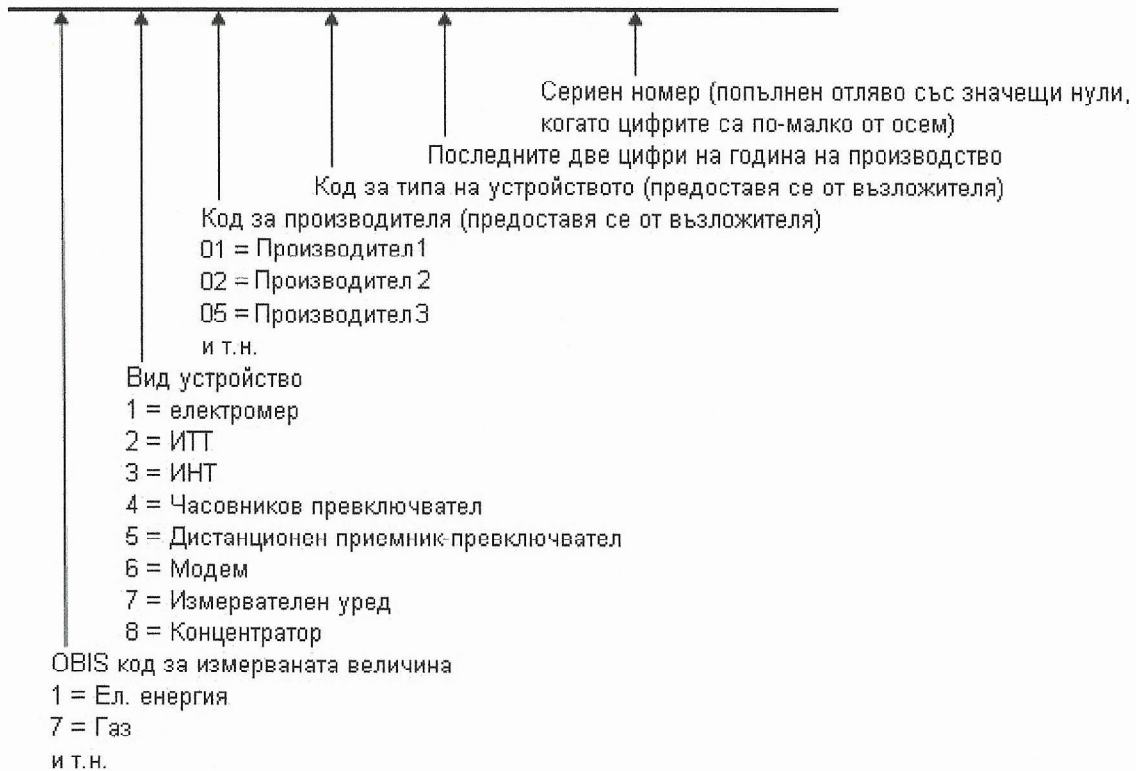 Сериен номер (попълнен отляво със значещи нули,
когато цифрите са по-малко от осем)
Последните две цифри на година на производство
Код за типа на устройството (предоставя се от възложителя)
Код за производителя (предоставя се от възложителя)
01 = Производител1
02 = Производител 2
05 = Производител3
и т.н.
Вид устройство
1 = електромер
2 = ИТТ
3 = ИНТ
4 = Часовников превключвател
5 = Дистанционен приемник-превключвател
6 = Модем
7 = Измервателен уред
8 = Концентратор
OBIS код за измерваната величина
1 = Ел. енергия
7 = Газ
и т.н.